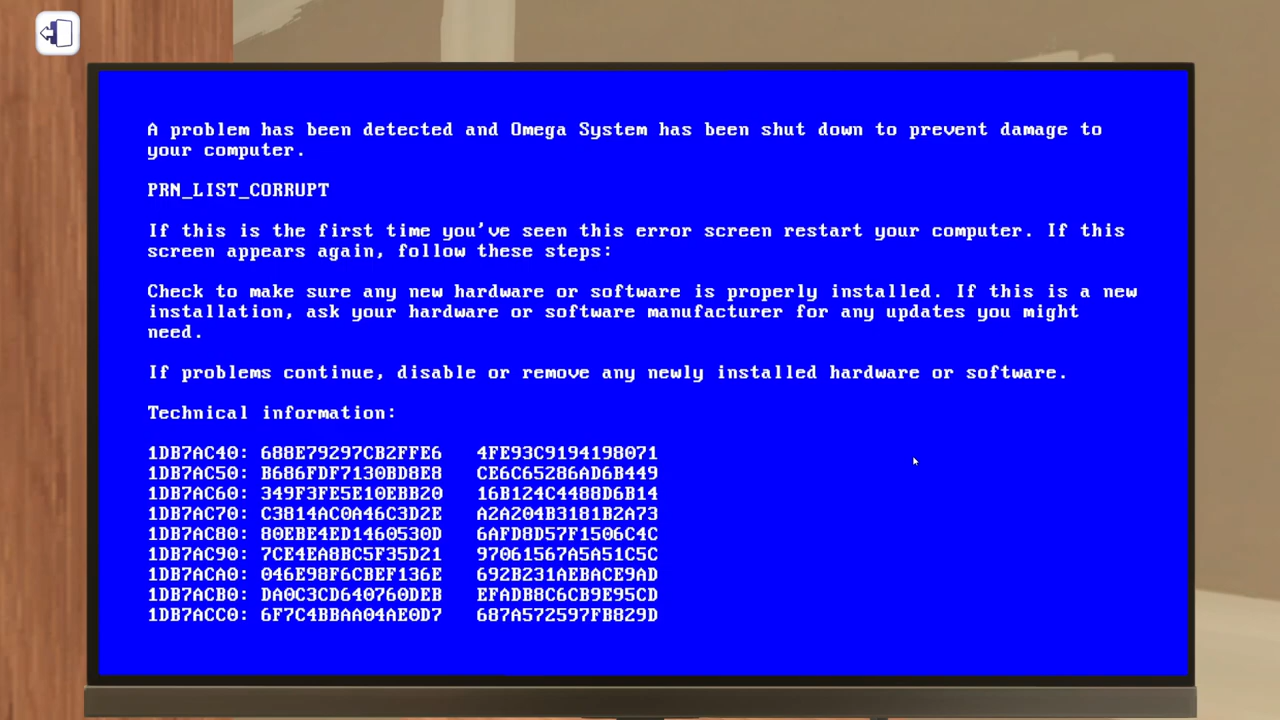 A problem has been detected and Omega System has been shut down to prevent damage to
your computer.
PRN_LIST_CORRUPT
If this is the first time you've seen this error screen restart your computer. If this
screen appears again, follow these steps:
Check to make sure any new hardware or software is properly installed. If this is a new
installation, ask your hardware or software manufacturer for any updates you might
need.
If problems continue, disable or remove any newly installed hardware or software.
Technical information:
1DB7AC40: 688E79297CB2FFE6 4FE93C9194198071
1DB7AC50: B686FDF7130BD8E8 CE6C65286AD6B449
1DB7AC60: 349F3FE5E10EBB20 16B124C4488D6B14
1DB7AC70: C3814AC0A46C3D2E A2A204B3181B2A73
1DB7AC80: 80EBE4ED1460530D 6AFD8D57F1506C4C
1DB7AC90: 7CE4EA8BC5F35D21 97061567A5A51C5C
1DB7ACA0: 046E98F6CBEF136E 692B231AEBACE9AD
1DB7ACB0: DA0C3CD640760DEB EFADB8C6CB9E95CD
1DB7ACC0: 6F7C4BBAA04AE0D7 687A572597FB829D